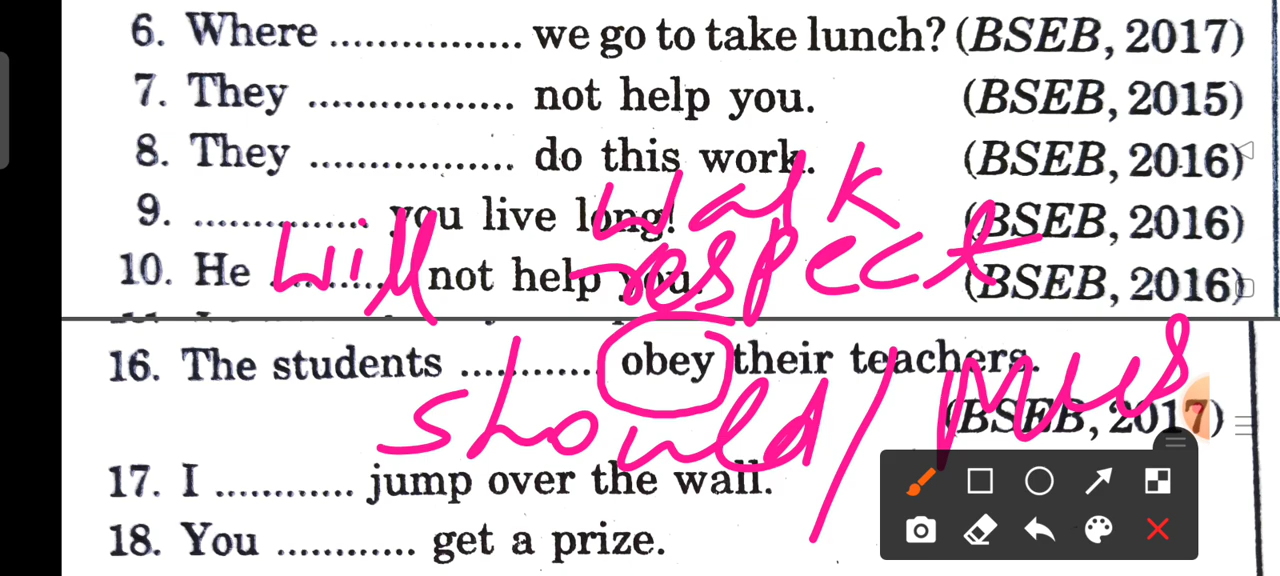 6. Where ................ we go to take lunch? (BSEB, 2017)
7. They .................. not help you. (BSEB, 2015)
8. They .................. do this work. (BSEB, 2016)
walk
9. ............... you live long! (BSEB, 2016)
respect
10. He will not help you. (BSEB, 2016)
16. The students ............ obey their teachers.
should / mus
(BSEB, 2017)
17. I ............ jump over the wall.
18. You ............ get a prize.